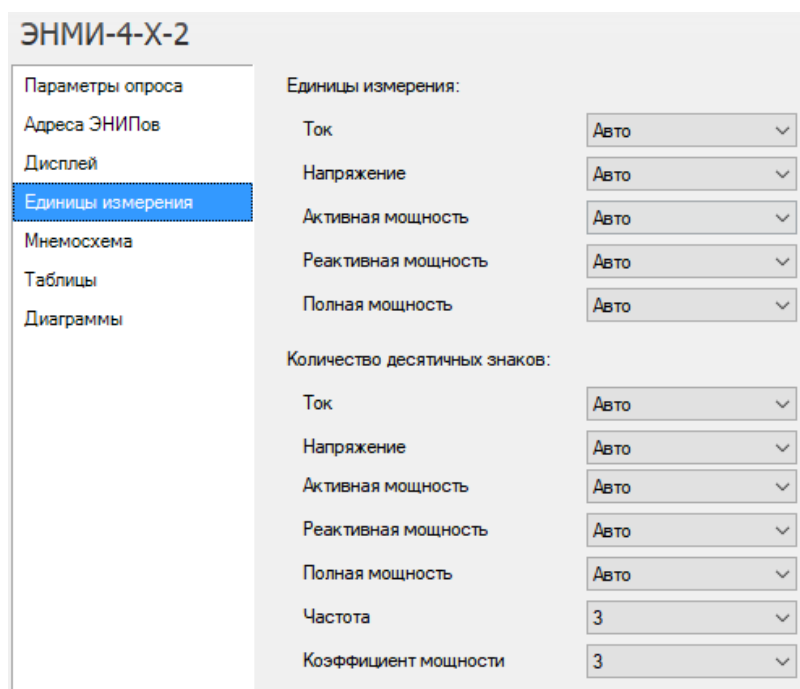 ЭНМИ-4-X-2
Параметры опроса
Адреса ЭНИПов
Дисплей
Единицы измерения
Мнемосхема
Таблицы
Диаграммы
Единицы измерения:
Ток Авто
Напряжение Авто
Активная мощность Авто
Реактивная мощность Авто
Полная мощность Авто
Количество десятичных знаков:
Ток Авто
Напряжение Авто
Активная мощность Авто
Реактивная мощность Авто
Полная мощность Авто
Частота 3
Коэффициент мощности 3